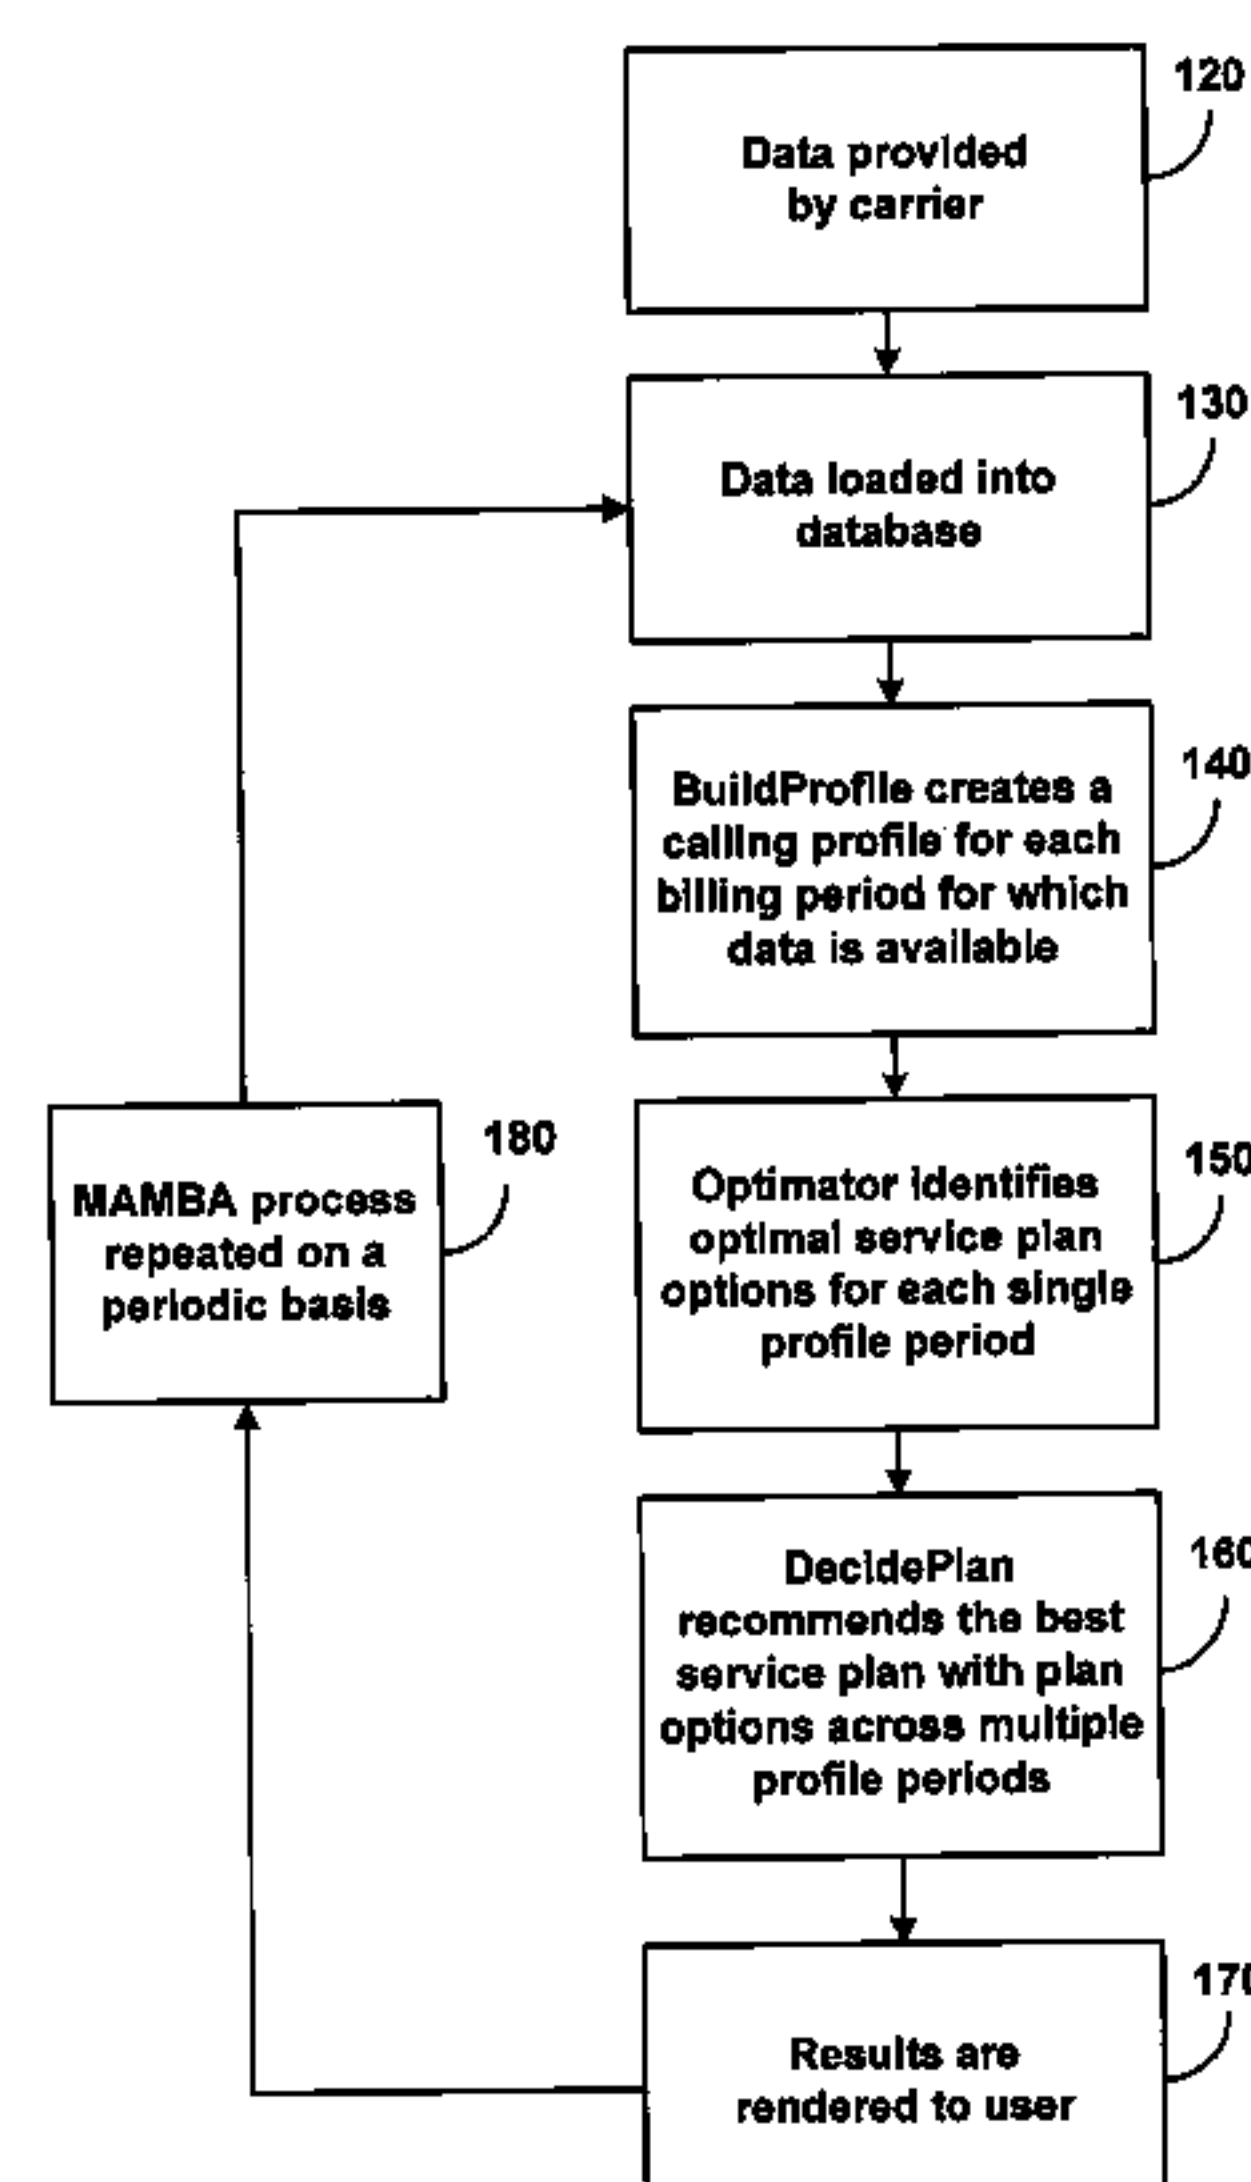 120
Data provided
by carrier
130
Data loaded into
database
140
BuildProfile creates a
calling profile for each
billing period for which
data is available
150
Optimator identifies
optimal service plan
options for each single
profile period
180
MAMBA process
repeated on a
periodic basis
160
DecidePlan
recommends the best
service plan with plan
options across multiple
profile periods
170
Results are
rendered to user